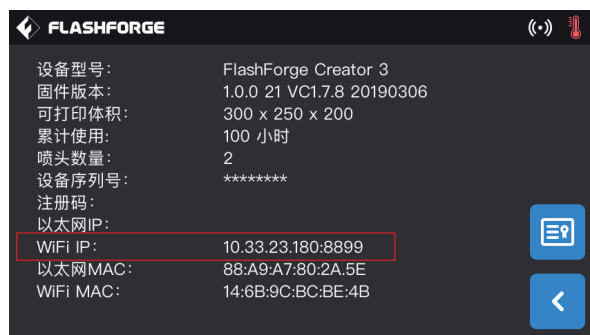 FLASHFORGE
设备型号: FlashForge Creator 3
固件版本: 1.0.0 21 VC1.7.8 20190306
可打印体积: 300 x 250 x 200
累计使用: 100 小时
喷头数量: 2
设备序列号: ********
注册码:
以太网IP:
WiFi IP: 10.33.23.180:8899
以太网MAC: 88:A9:A7:80:2A.5E
WiFi MAC: 14:6B:9C:BC:BE:4B